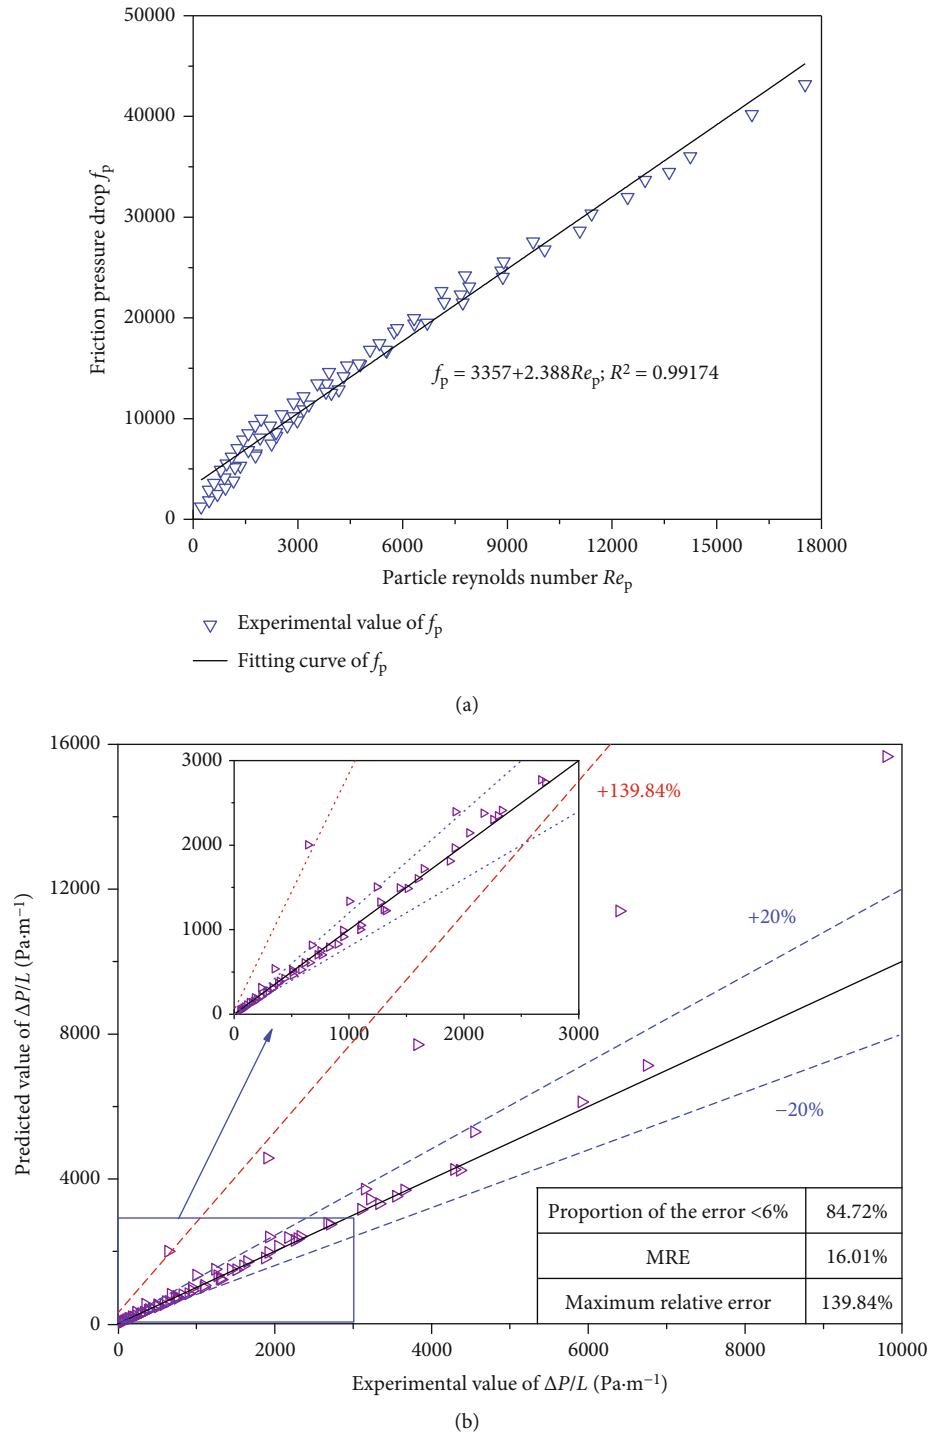 50000
40000
30000
20000
10000
0
Friction pressure drop fp
fp = 3357+2.388Rep; R² = 0.99174
0 3000 6000 9000 12000 15000 18000
Particle reynolds number Rep
Experimental value of fp
Fitting curve of fp
(a)
16000
12000
8000
4000
0
Predicted value of ΔP/L (Pa·m−1)
3000
2000
1000
0
0 1000 2000 3000
+139.84%
+20%
−20%
Proportion of the error <6% 84.72%
MRE 16.01%
Maximum relative error 139.84%
0 2000 4000 6000 8000 10000
Experimental value of ΔP/L (Pa·m−1)
(b)